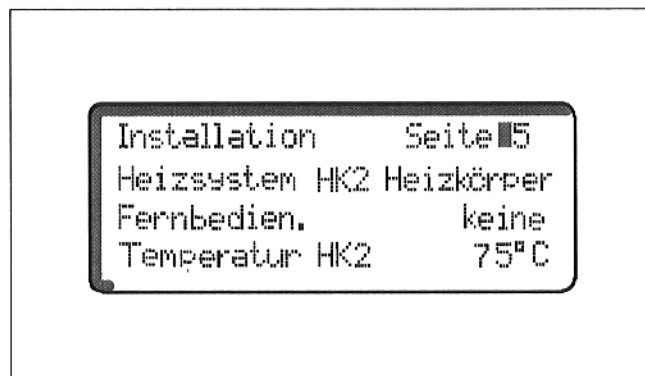 Installation Seite 5
Heizsystem HK2 Heizkörper
Fernbedien. keine
Temperatur HK2 75°C